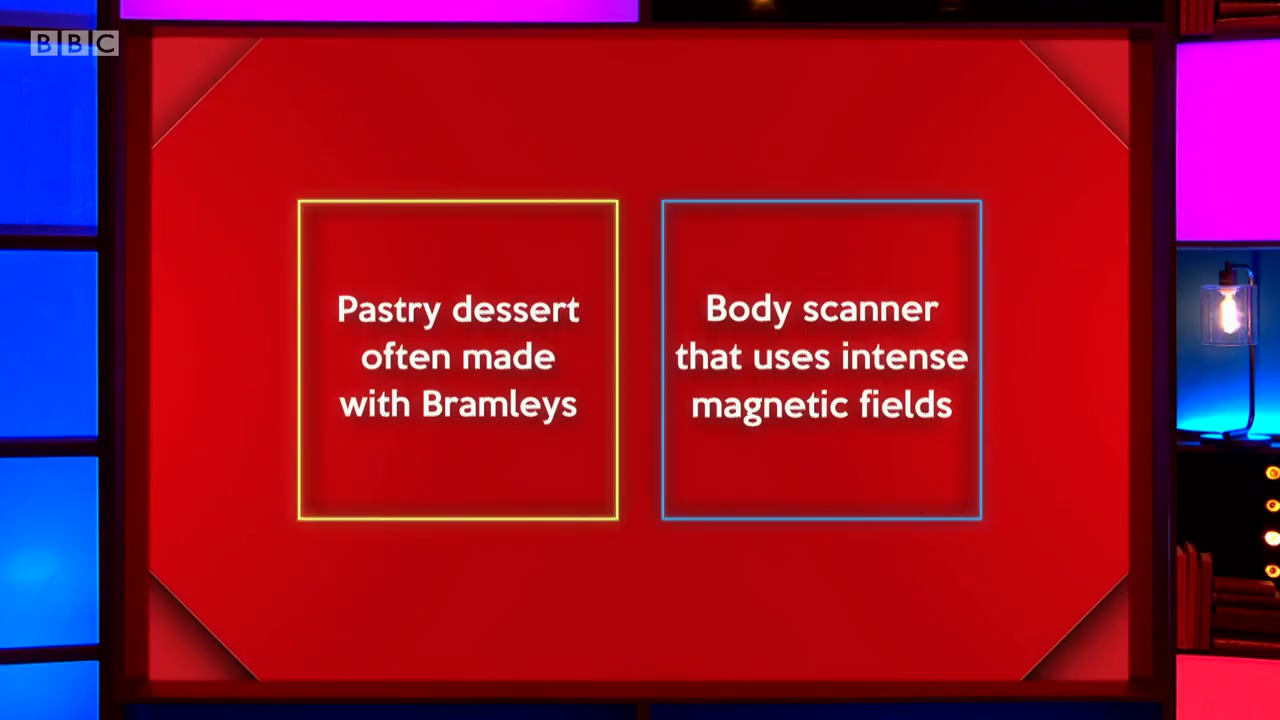 BBC
Pastry dessert
often made
with Bramleys
Body scanner
that uses intense
magnetic fields